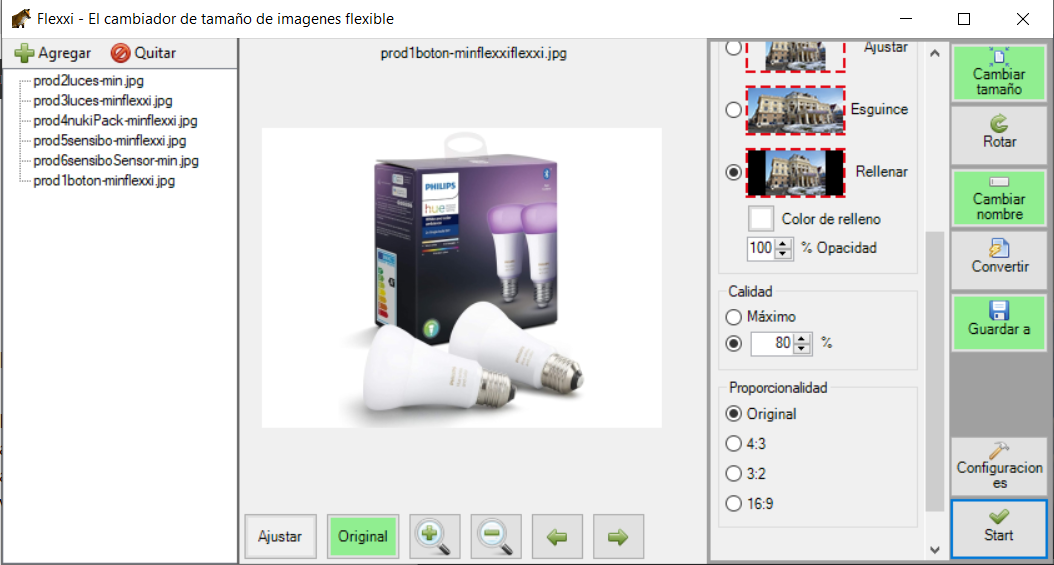 Flexxi - El cambiador de tamaño de imagenes flexible
Agregar
Quitar
prod2luces-min.jpg
prod3luces-minflexxi.jpg
prod4nukiPack-minflexxi.jpg
prod5sensibo-minflexxi.jpg
prod6sensiboSensor-min.jpg
prod1boton-minflexxi.jpg
prod1boton-minflexxiflexxi.jpg
PHILIPS
hue
Ajustar
Original
Ajustar
Esguince
Rellenar
Color de relleno
100 % Opacidad
Calidad
Máximo
80 %
Proporcionalidad
Original
4:3
3:2
16:9
Cambiar
tamaño
Rotar
Cambiar
nombre
Convertir
Guardar a
Configuracion
es
Start